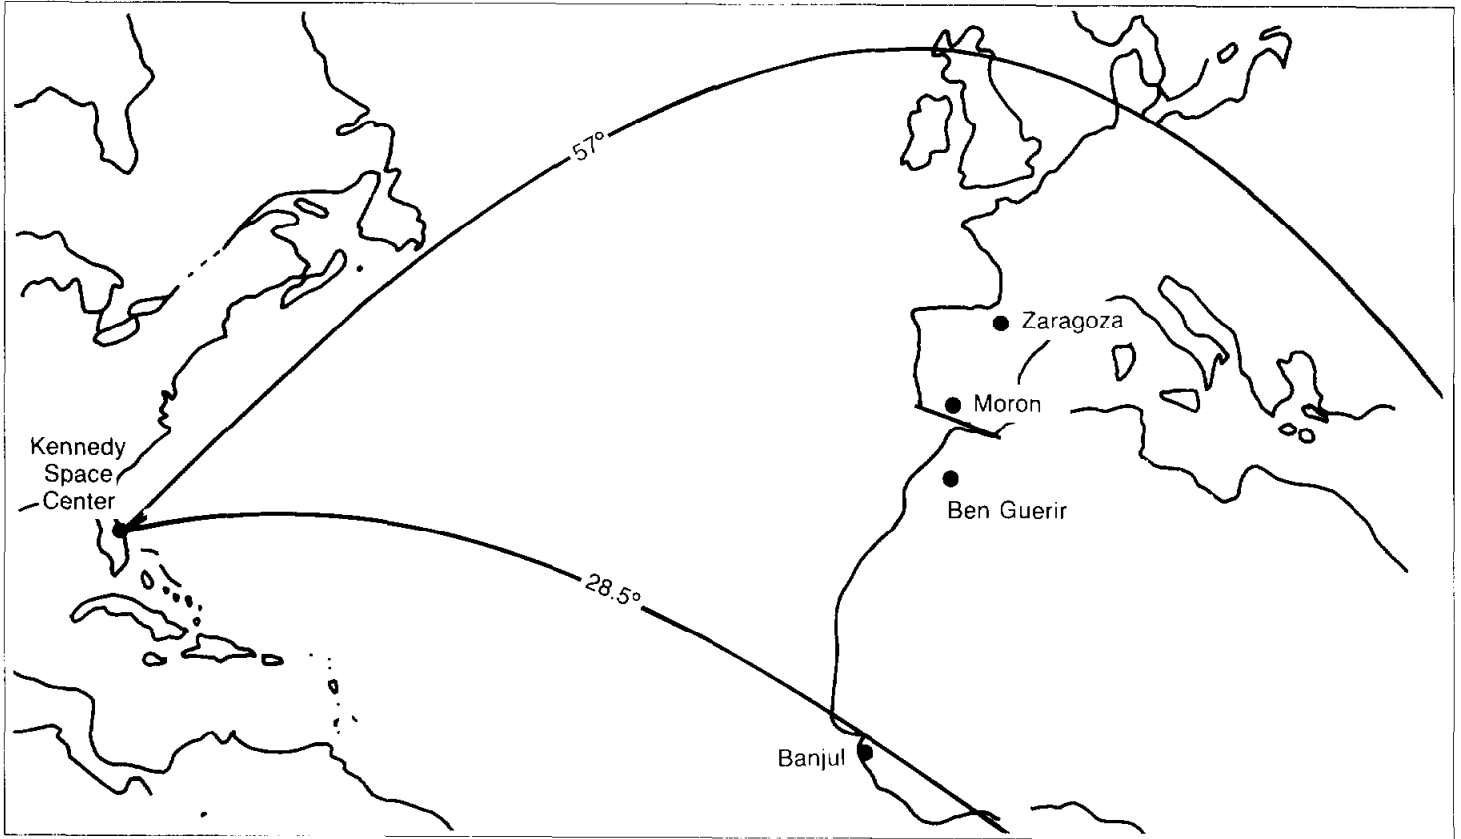 57°
Zaragoza
Moron
Kennedy
Space
Center
Ben Guerir
28.5°
Banjul